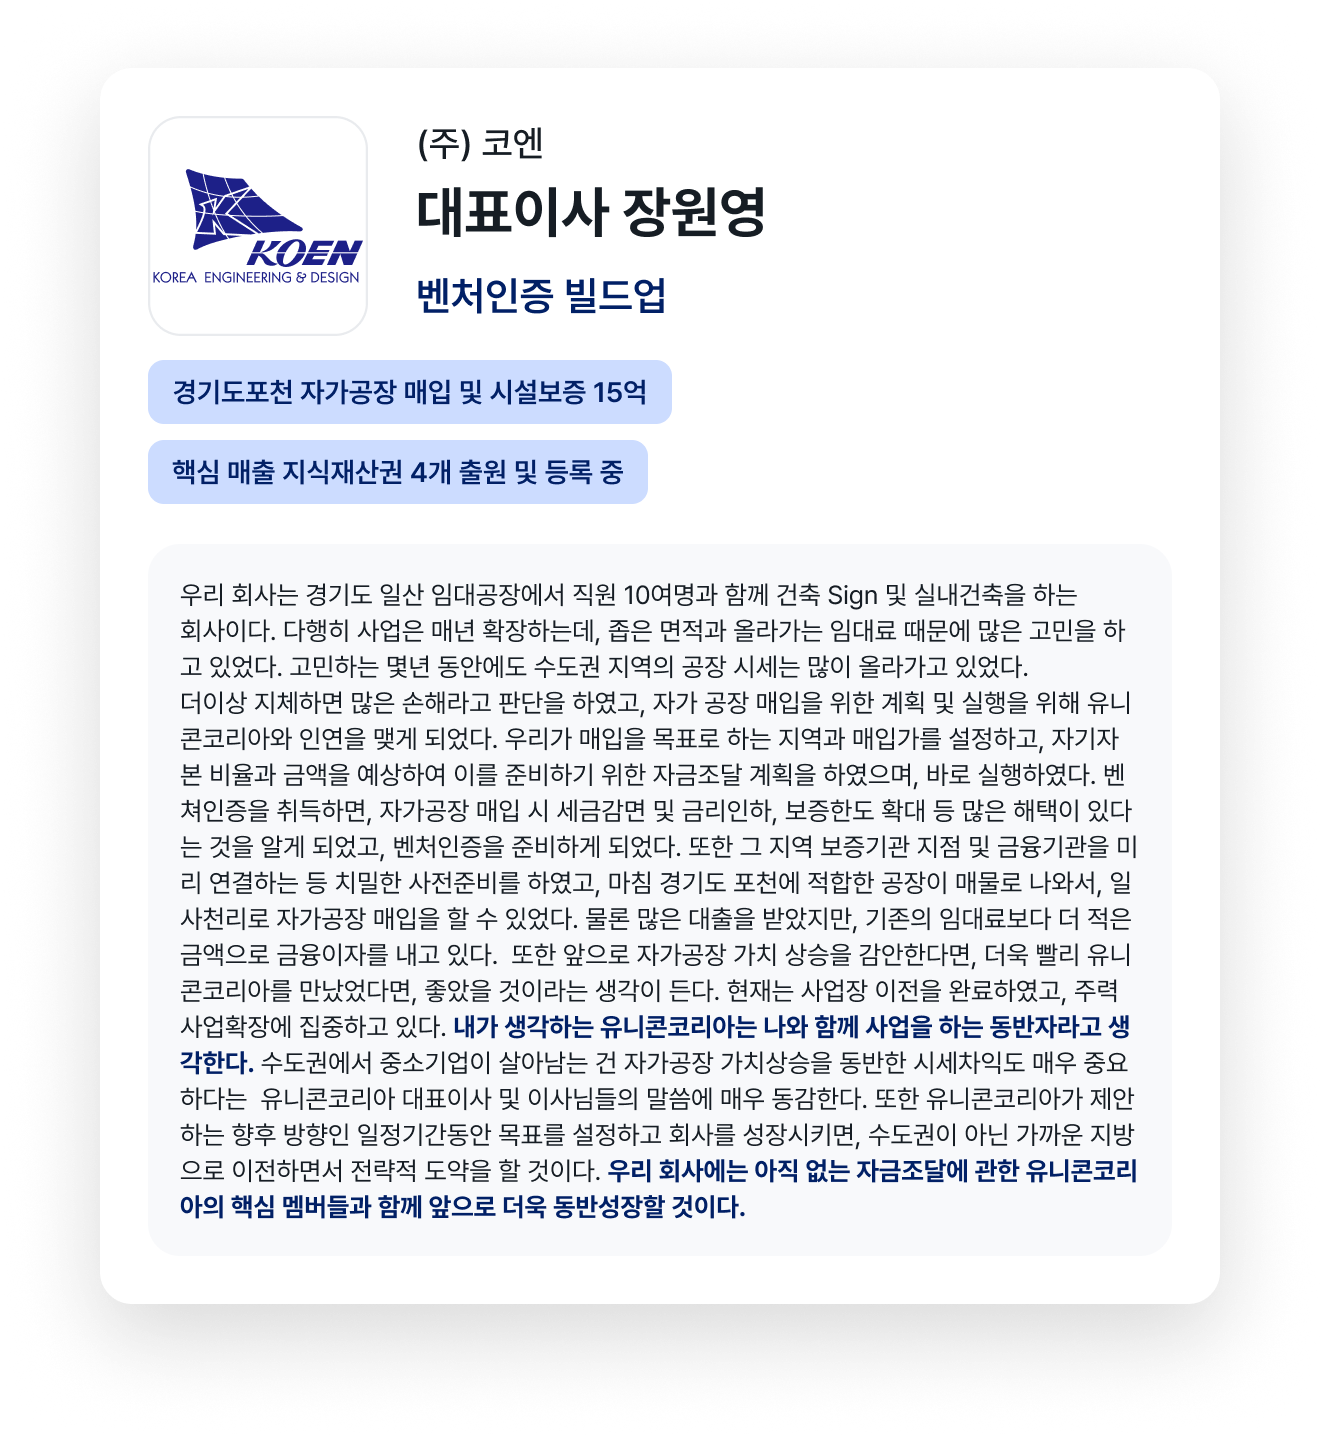 (주) 코엔
대표이사 장원영
벤처인증 빌드업
KOEN
KOREA ENGINEERING & DESIGN
경기도포천 자가공장 매입 및 시설보증 15억
핵심 매출 지식재산권 4개 출원 및 등록 중
우리 회사는 경기도 일산 임대공장에서 직원 10여명과 함께 건축 Sign 및 실내건축을 하는
회사이다. 다행히 사업은 매년 확장하는데, 좁은 면적과 올라가는 임대료 때문에 많은 고민을 하
고 있었다. 고민하는 몇년 동안에도 수도권 지역의 공장 시세는 많이 올라가고 있었다.
더이상 지체하면 많은 손해라고 판단을 하였고, 자가 공장 매입을 위한 계획 및 실행을 위해 유니
콘코리아와 인연을 맺게 되었다. 우리가 매입을 목표로 하는 지역과 매입가를 설정하고, 자기자
본 비율과 금액을 예상하여 이를 준비하기 위한 자금조달 계획을 하였으며, 바로 실행하였다. 벤
쳐인증을 취득하면, 자가공장 매입 시 세금감면 및 금리인하, 보증한도 확대 등 많은 해택이 있다
는 것을 알게 되었고, 벤처인증을 준비하게 되었다. 또한 그 지역 보증기관 지점 및 금융기관을 미
리 연결하는 등 치밀한 사전준비를 하였고, 마침 경기도 포천에 적합한 공장이 매물로 나와서, 일
사천리로 자가공장 매입을 할 수 있었다. 물론 많은 대출을 받았지만, 기존의 임대료보다 더 적은
금액으로 금융이자를 내고 있다.  또한 앞으로 자가공장 가치 상승을 감안한다면, 더욱 빨리 유니
콘코리아를 만났었다면, 좋았을 것이라는 생각이 든다. 현재는 사업장 이전을 완료하였고, 주력
사업확장에 집중하고 있다. 내가 생각하는 유니콘코리아는 나와 함께 사업을 하는 동반자라고 생
각한다. 수도권에서 중소기업이 살아남는 건 자가공장 가치상승을 동반한 시세차익도 매우 중요
하다는  유니콘코리아 대표이사 및 이사님들의 말씀에 매우 동감한다. 또한 유니콘코리아가 제안
하는 향후 방향인 일정기간동안 목표를 설정하고 회사를 성장시키면, 수도권이 아닌 가까운 지방
으로 이전하면서 전략적 도약을 할 것이다. 우리 회사에는 아직 없는 자금조달에 관한 유니콘코리
아의 핵심 멤버들과 함께 앞으로 더욱 동반성장할 것이다.